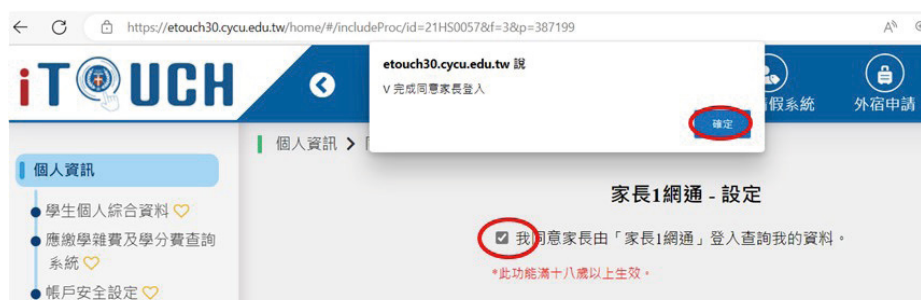 https://etouch30.cycu.edu.tw/home/#/includeProc/id=21HS0057&f=3&p=387199
iTOUCH
etouch30.cycu.edu.tw 說
V 完成同意家長登入
確定
假系統
外宿申請
個人資訊 >
個人資訊
學生個人綜合資料
應繳學雜費及學分費查詢
系統
帳戶安全設定
家長1網通 - 設定
我同意家長由「家長1網通」登入查詢我的資料。
*此功能滿十八歲以上生效。